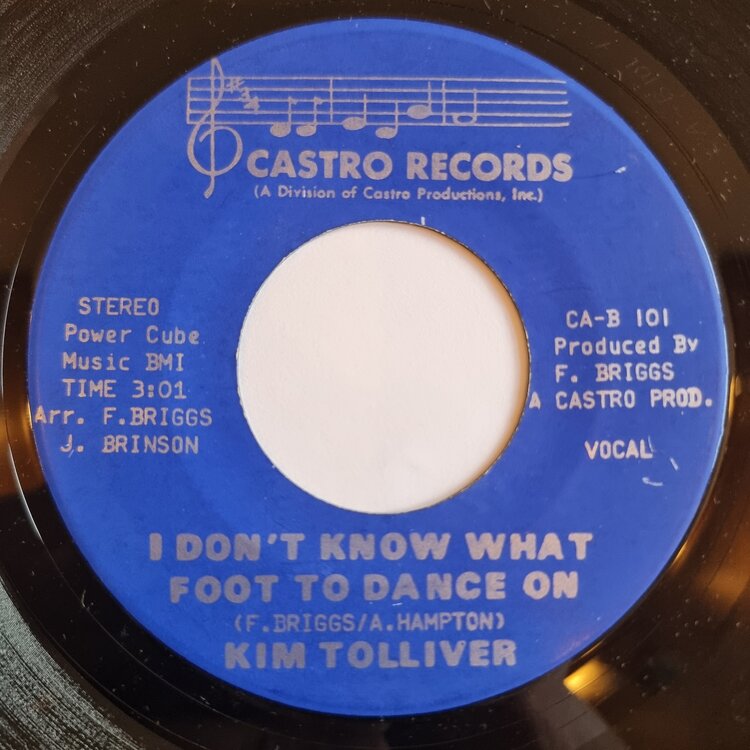 CASTRO RECORDS
(A Division of Castro Productions, Inc.)
STEREO
Power Cube
Music BMI
TIME 3:01
Arr. F.BRIGGS
J. BRINSON
CA-B 101
Produced By
F. BRIGGS
A CASTRO PROD.
VOCAL
I DON'T KNOW WHAT
FOOT TO DANCE ON
(F.BRIGGS/A.HAMPTON)
KIM TOLLIVER